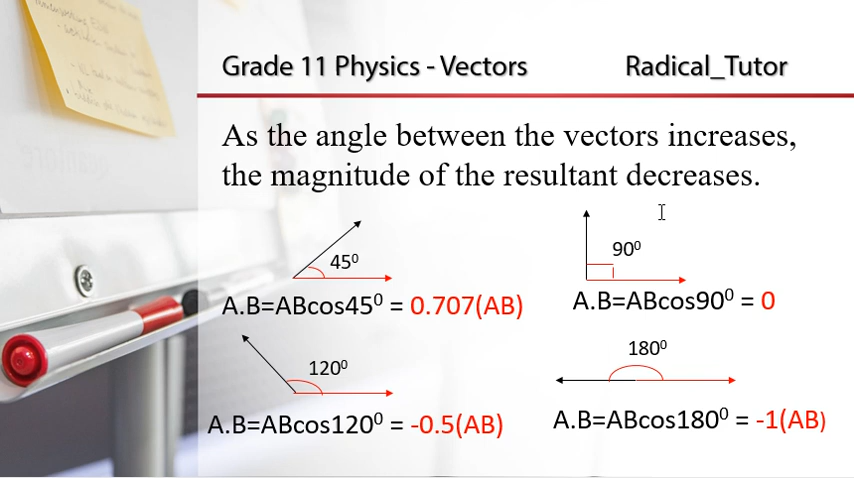 Grade 11 Physics - Vectors
Radical_Tutor
As the angle between the vectors increases,
the magnitude of the resultant decreases.
45⁰
A.B=ABcos45⁰ = 0.707(AB)
90⁰
A.B=ABcos90⁰ = 0
120⁰
A.B=ABcos120⁰ = -0.5(AB)
180⁰
A.B=ABcos180⁰ = -1(AB)